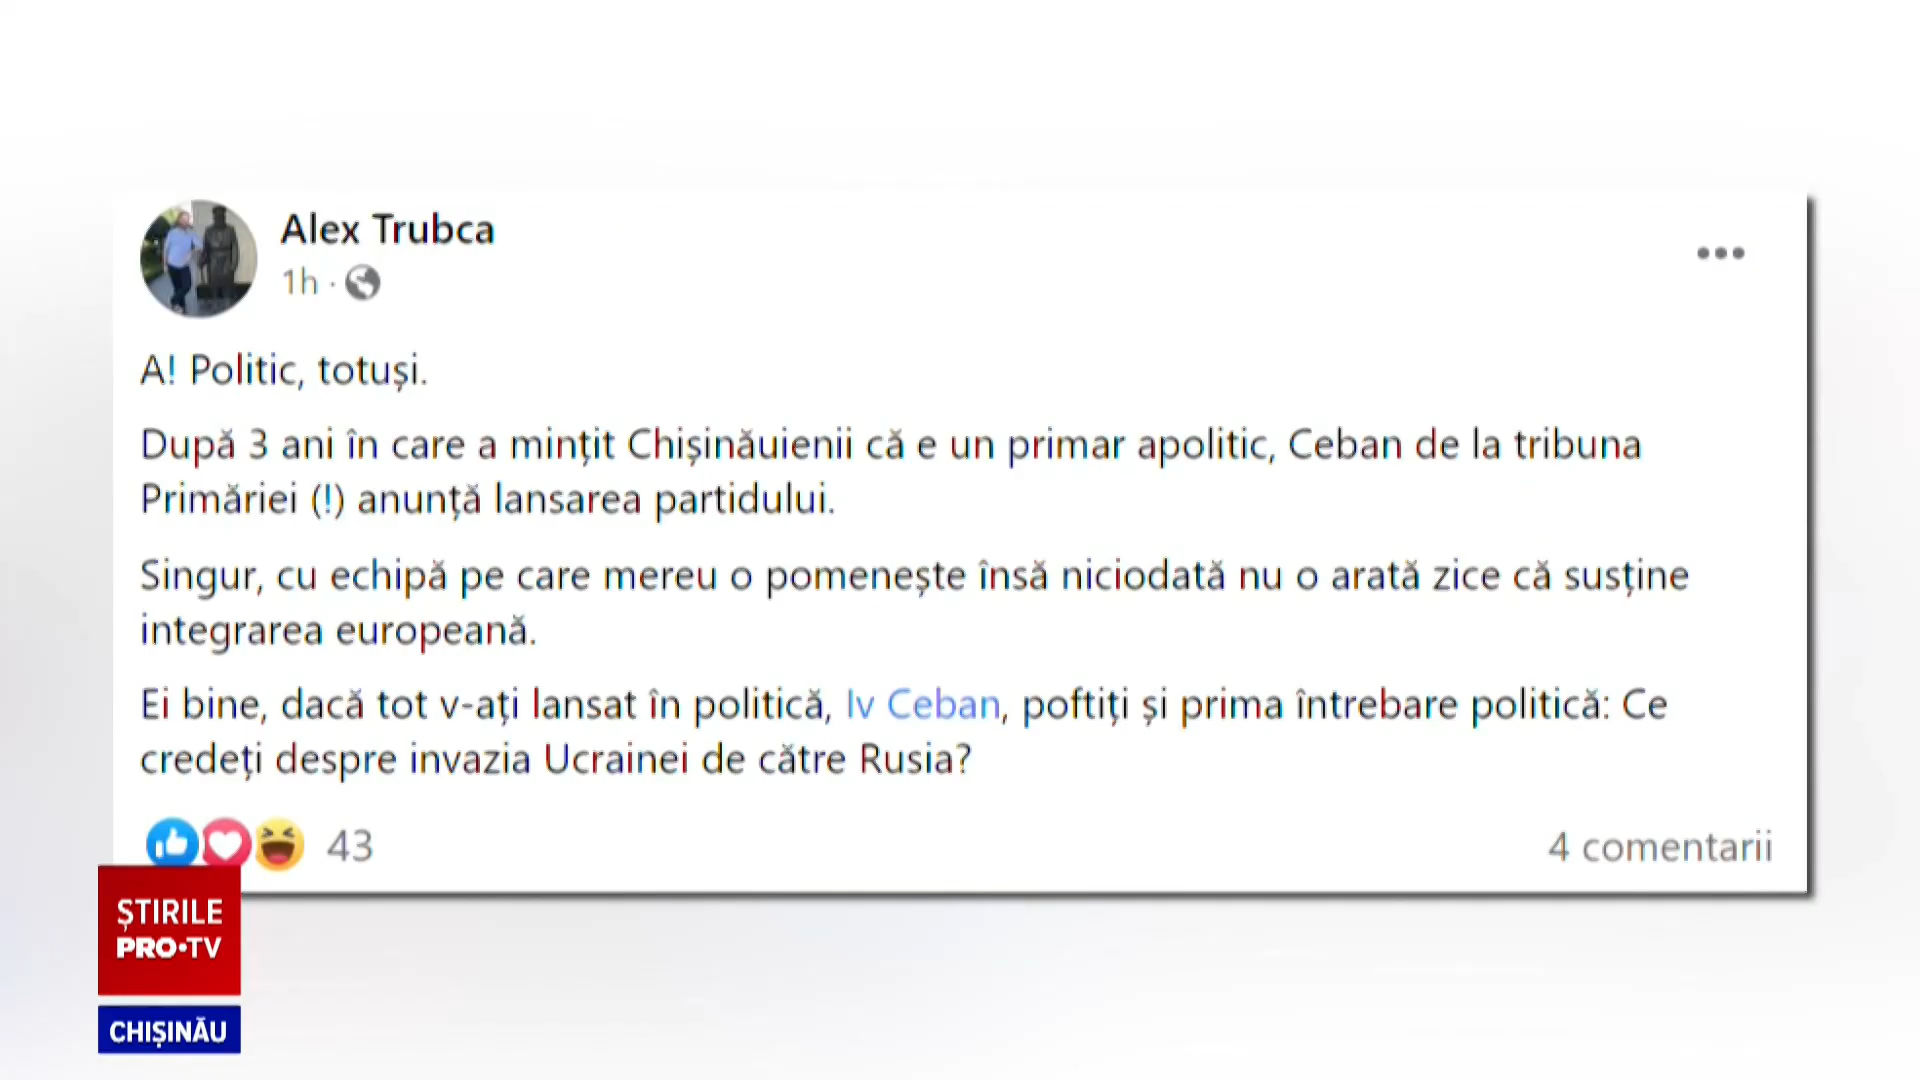 Alex Trubca
1h ·
A! Politic, totuși.
După 3 ani în care a mințit Chișinăuienii că e un primar apolitic, Ceban de la tribuna
Primăriei (!) anunță lansarea partidului.
Singur, cu echipă pe care mereu o pomenește însă niciodată nu o arată zice că susține
integrarea europeană.
Ei bine, dacă tot v-ați lansat în politică, Iv Ceban, poftiți și prima întrebare politică: Ce
credeți despre invazia Ucrainei de către Rusia?
43
4 comentarii
ȘTIRILE
PRO•TV
CHIȘINĂU